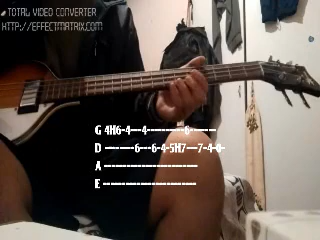 TOTAL VIDEO CONVERTER
HTTP://EFFECTMATRIX.COM
G 4H6-4---4----------6-------
D --------6---6-4-5H7---7-4-0-
A -------------------------
E -------------------------